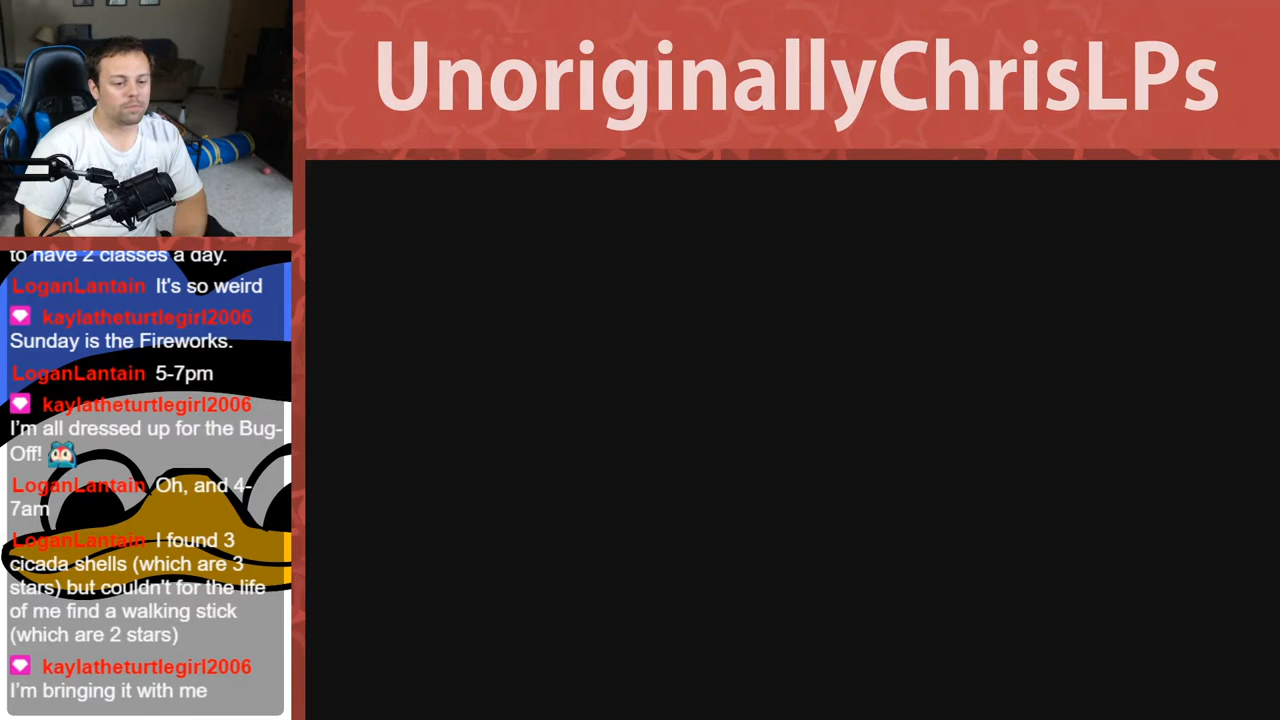 UnoriginallyChrisLPs
to have 2 classes a day.
LoganLantain It's so weird
kaylatheturtlegirl2006
Sunday is the Fireworks.
LoganLantain 5-7pm
kaylatheturtlegirl2006
I'm all dressed up for the Bug-
Off!
LoganLantain Oh, and 4-
7am
LoganLantain I found 3
cicada shells (which are 3
stars) but couldn't for the life
of me find a walking stick
(which are 2 stars)
kaylatheturtlegirl2006
I'm bringing it with me